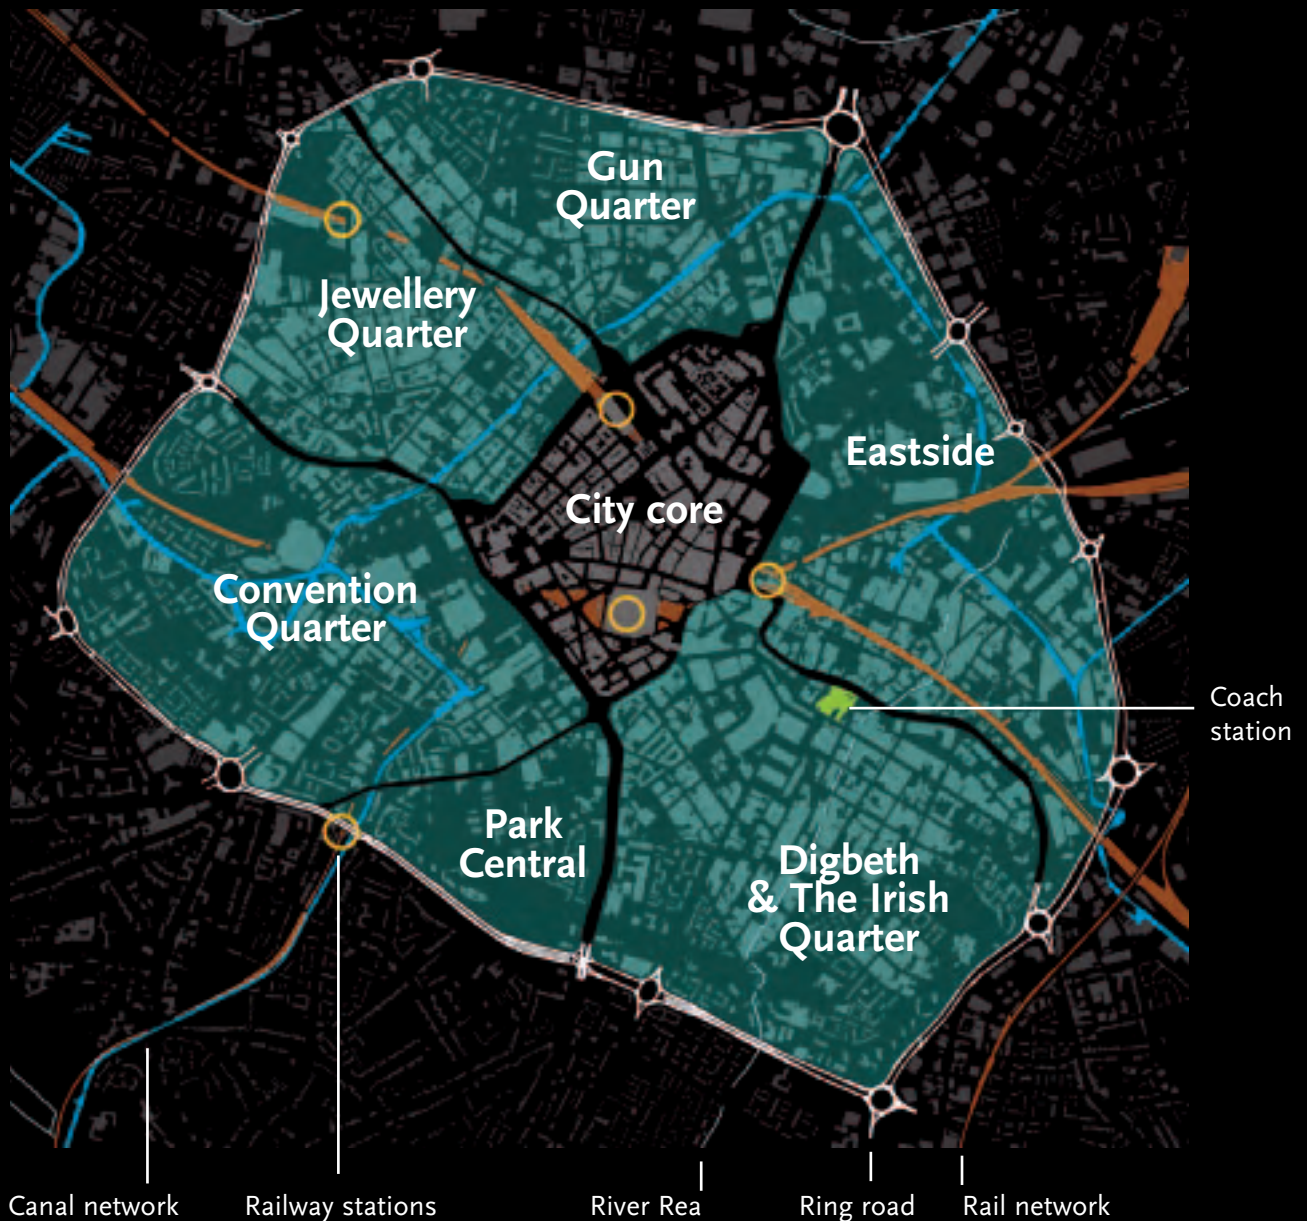 Gun
Quarter
Jewellery
Quarter
Eastside
City core
Convention
Quarter
Coach
station
Park
Central
Digbeth
& The Irish
Quarter
Canal network
Railway stations
River Rea
Ring road
Rail network